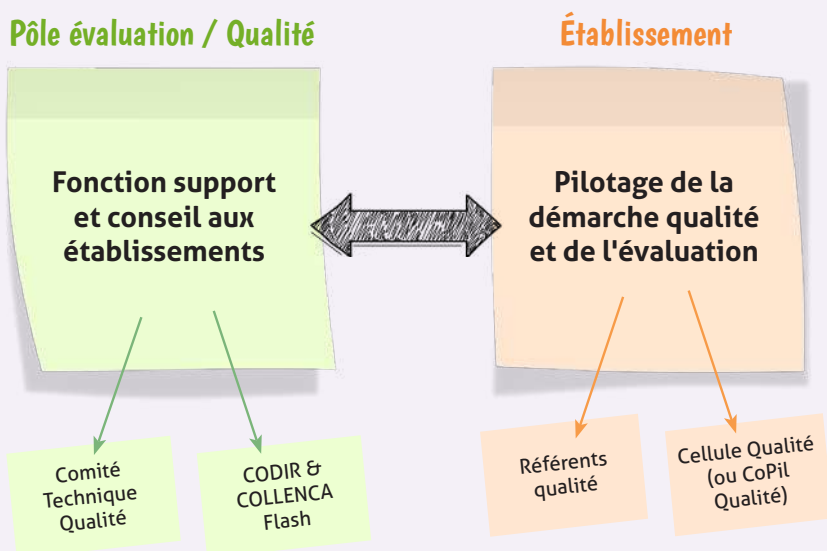 Pôle évaluation / Qualité
Fonction support
et conseil aux
établissements
Comité
Technique
Qualité
CODIR &
COLLENCA
Flash
Établissement
Pilotage de la
démarche qualité
et de l'évaluation
Référents
qualité
Cellule Qualité
(ou CoPil
Qualité)